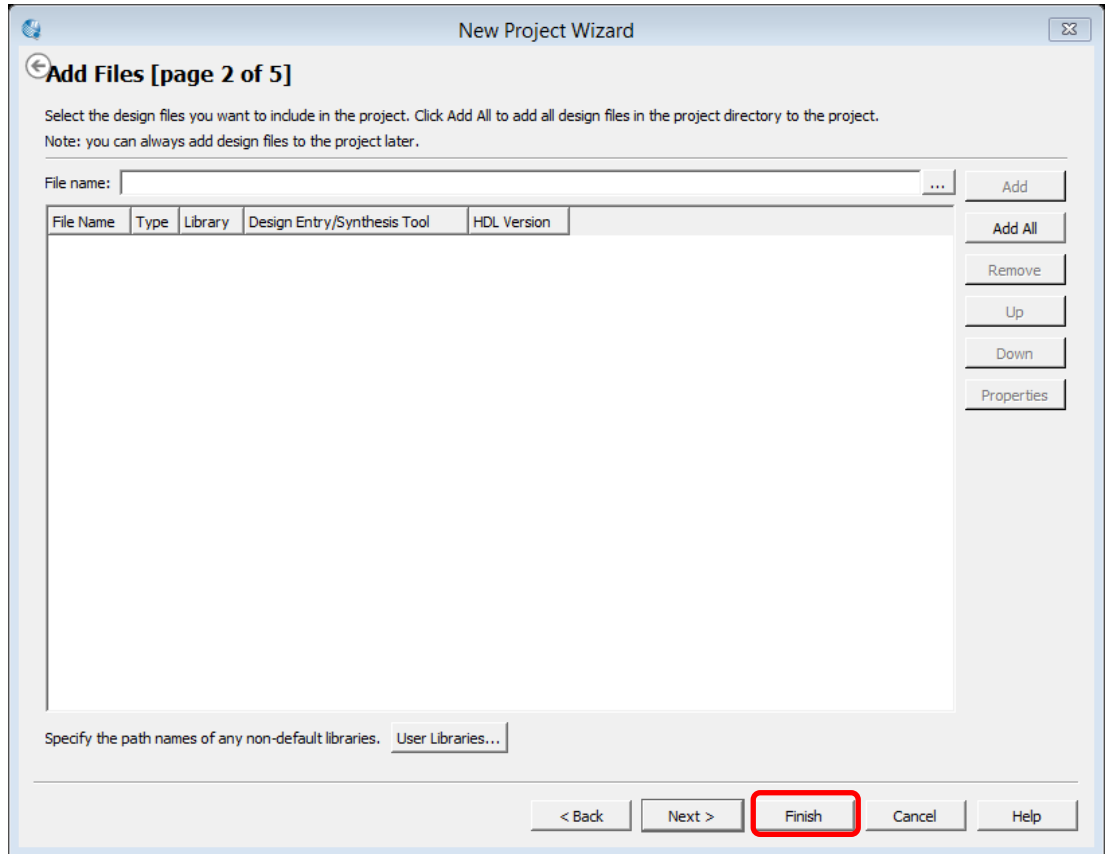 New Project Wizard
Add Files [page 2 of 5]
Select the design files you want to include in the project. Click Add All to add all design files in the project directory to the project.
Note: you can always add design files to the project later.
File name: ... Add
File Name Type Library Design Entry/Synthesis Tool HDL Version
Add All
Remove
Up
Down
Properties
Specify the path names of any non-default libraries. User Libraries...
< Back Next > Finish Cancel Help